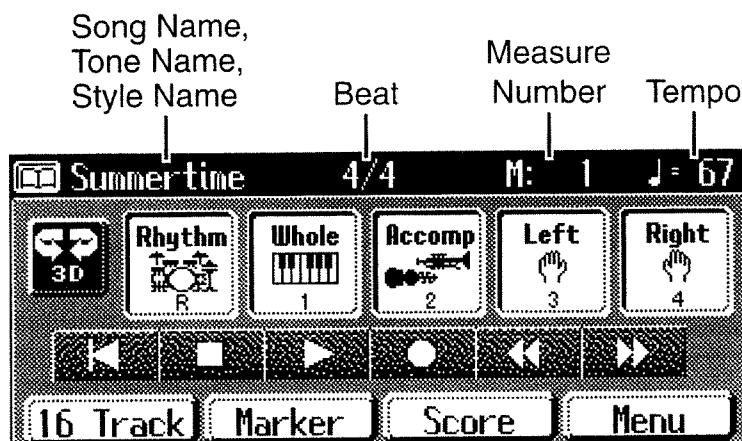 Song Name,
Tone Name,
Style Name
Beat
Measure
Number
Tempo
Summertime 4/4 M: 1 ♩= 67
3D
Rhythm
R
Whole
1
Accomp
2
Left
3
Right
4
16 Track Marker Score Menu